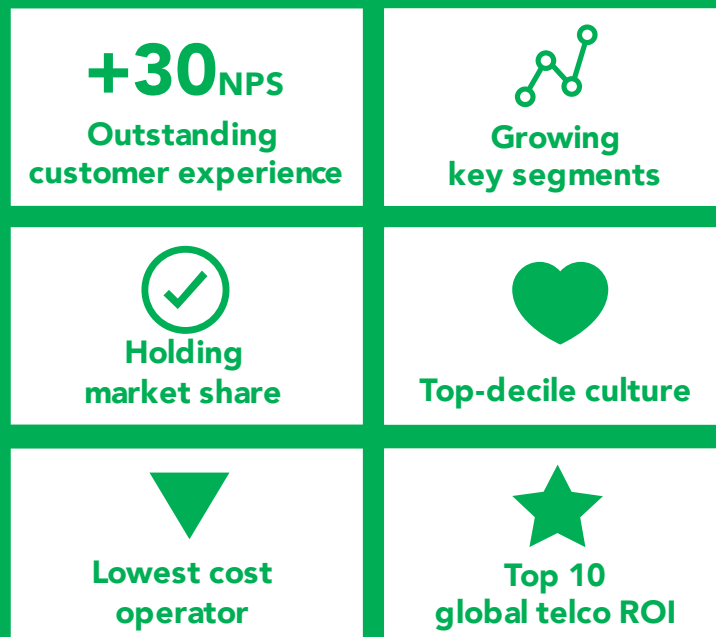 +30NPS
Outstanding
customer experience
Growing
key segments
Holding
market share
Top-decile culture
Lowest cost
operator
Top 10
global telco ROI